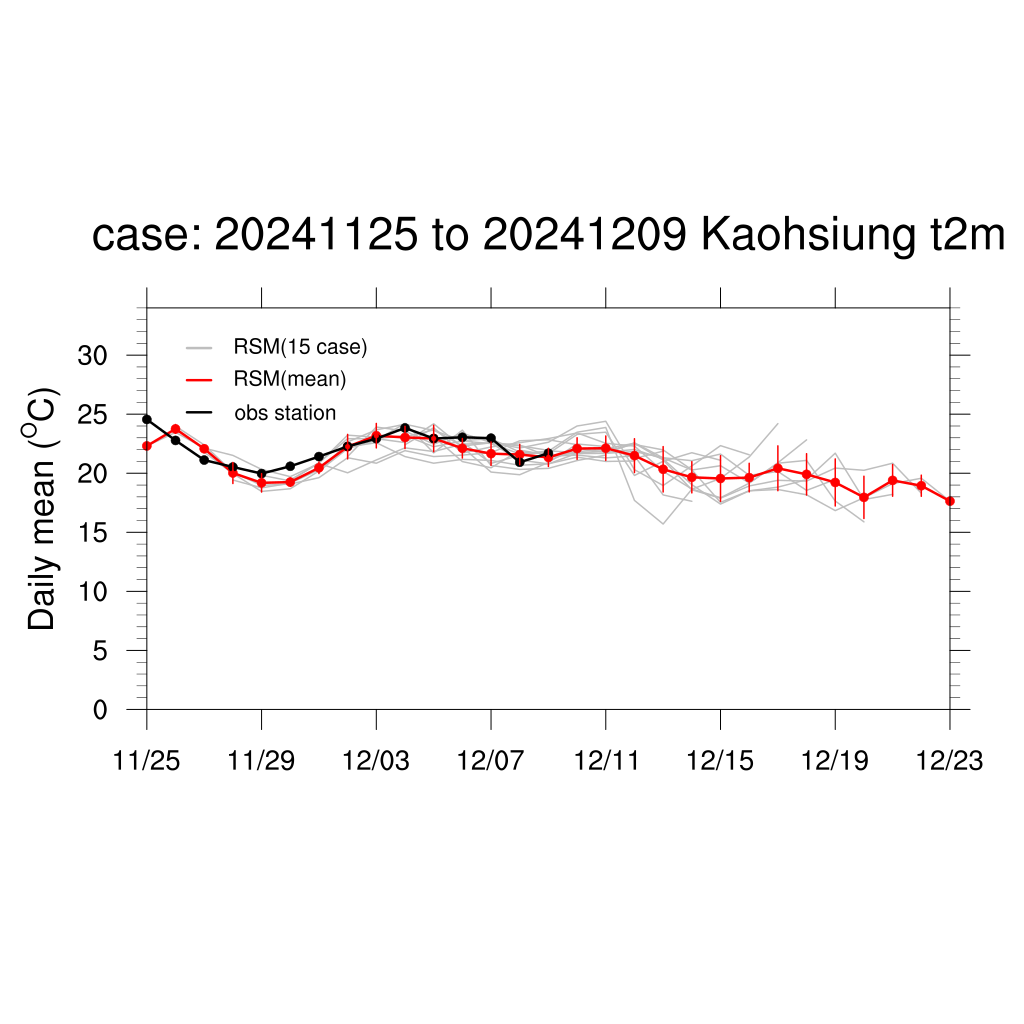 case: 20241125 to 20241209 Kaohsiung t2m
RSM(15 case)
RSM(mean)
obs station
Daily mean (°C)
30
25
20
15
10
5
0
11/25 11/29 12/03 12/07 12/11 12/15 12/19 12/23